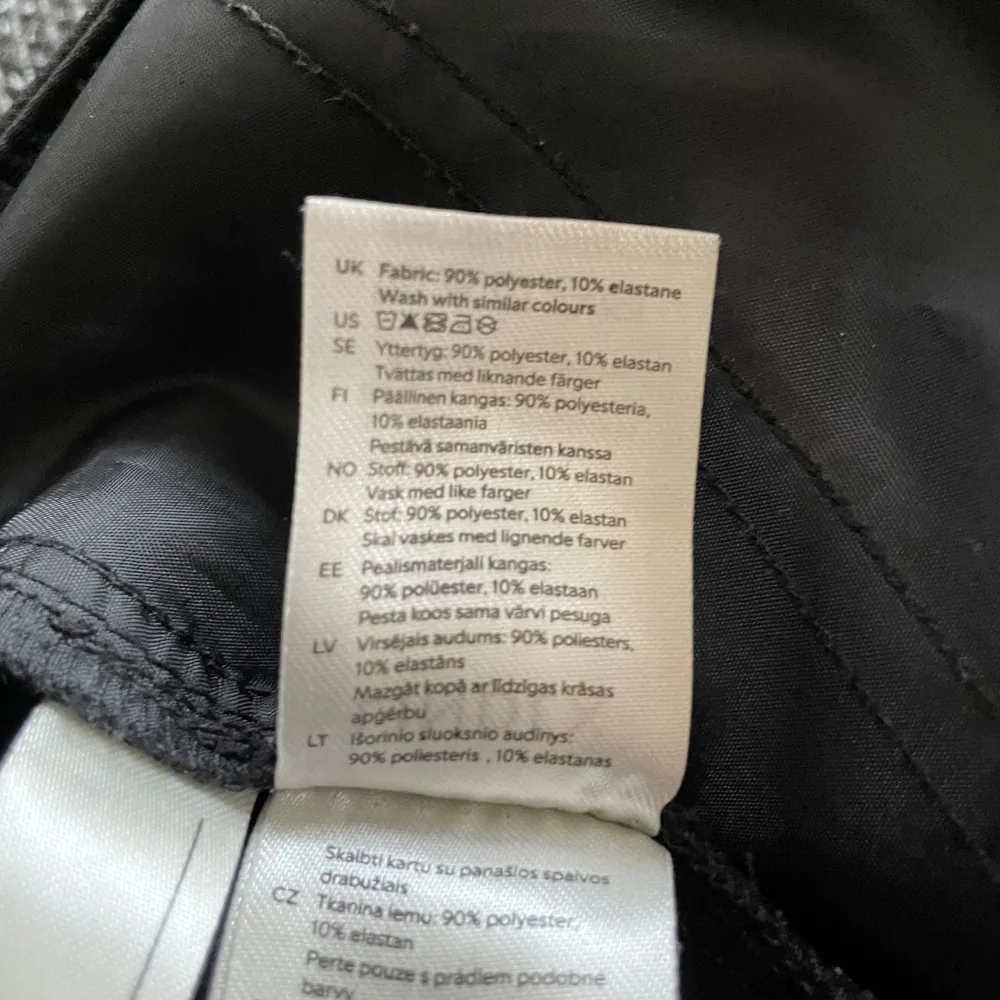 UK Fabric: 90% polyester, 10% elastane
Wash with similar colours
US
SE Yttertyg: 90% polyester, 10% elastan
Tvättas med liknande färger
FI Päällinen kangas: 90% polyesteria,
10% elastaania
Pestävä samanväristen kanssa
NO Stoff: 90% polyester, 10% elastan
Vask med like farger
DK Stof: 90% polyester, 10% elastan
Skal vaskes med lignende farver
EE Pealismaterjali kangas:
90% polüester, 10% elastaan
Pesta koos sama värvi pesuga
LV Virsējais audums: 90% poliesters,
10% elastāns
Mazgāt kopā ar līdzīgas krāsas
apģērbu
LT Išorinio sluoksnio audinys:
90% poliesteris , 10% elastanas
Skalbti kartu su panašios spalvos
drabužiais
CZ Tkanina lemu: 90% polyester,
10% elastan
Perte pouze s prádlem podobné
barvy